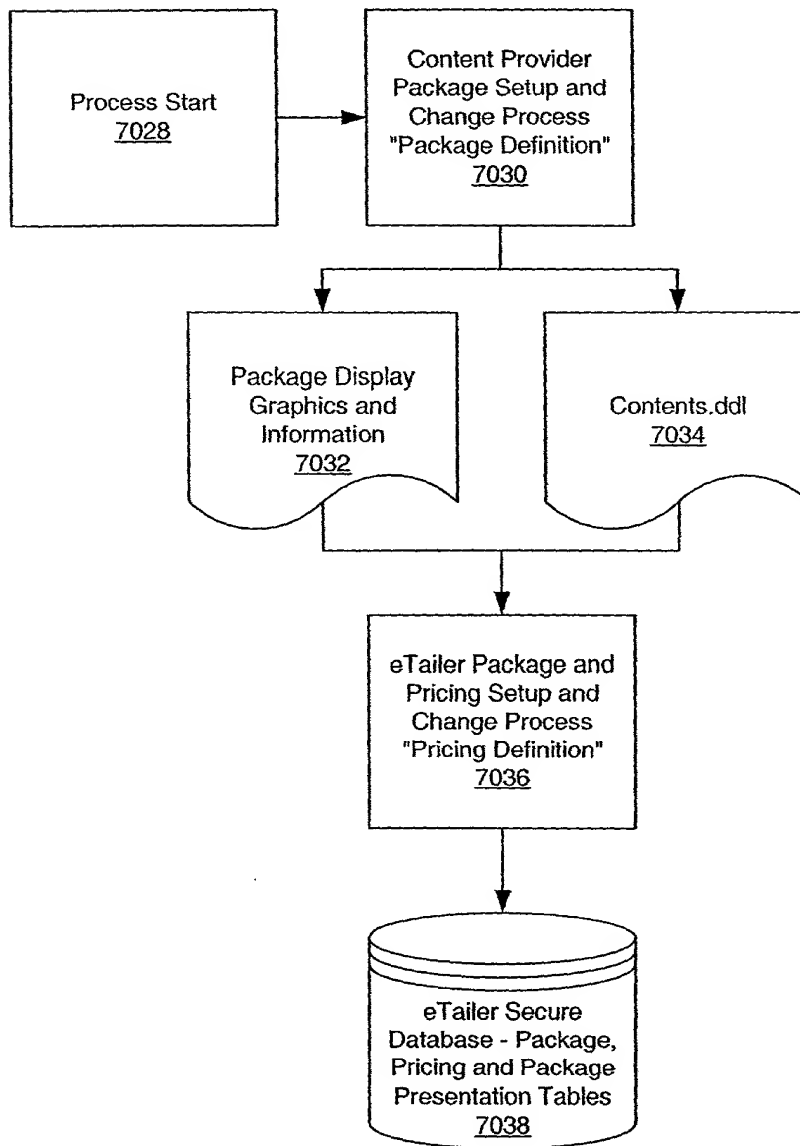 Process Start
7028
Content Provider
Package Setup and
Change Process
"Package Definition"
7030
Package Display
Graphics and
Information
7032
Contents.ddl
7034
eTailer Package and
Pricing Setup and
Change Process
"Pricing Definition"
7036
eTailer Secure
Database - Package,
Pricing and Package
Presentation Tables
7038